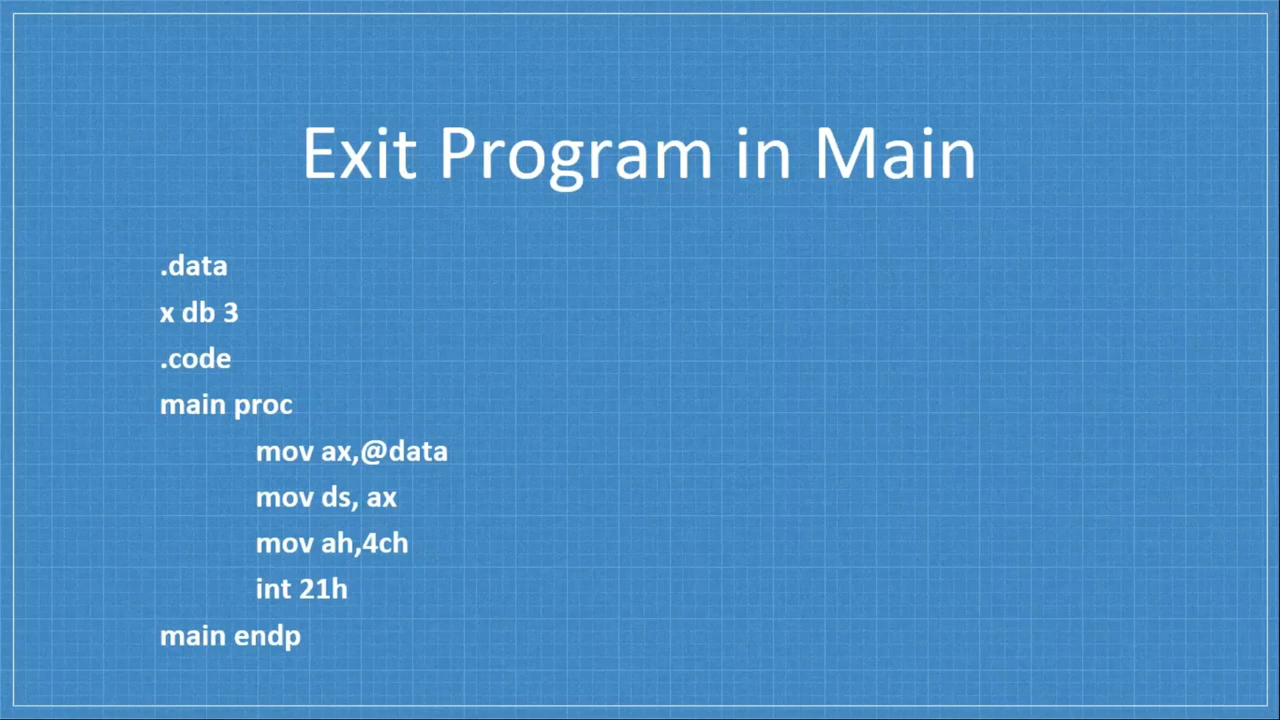 Exit Program in Main
.data
x db 3
.code
main proc
mov ax,@data
mov ds, ax
mov ah,4ch
int 21h
main endp